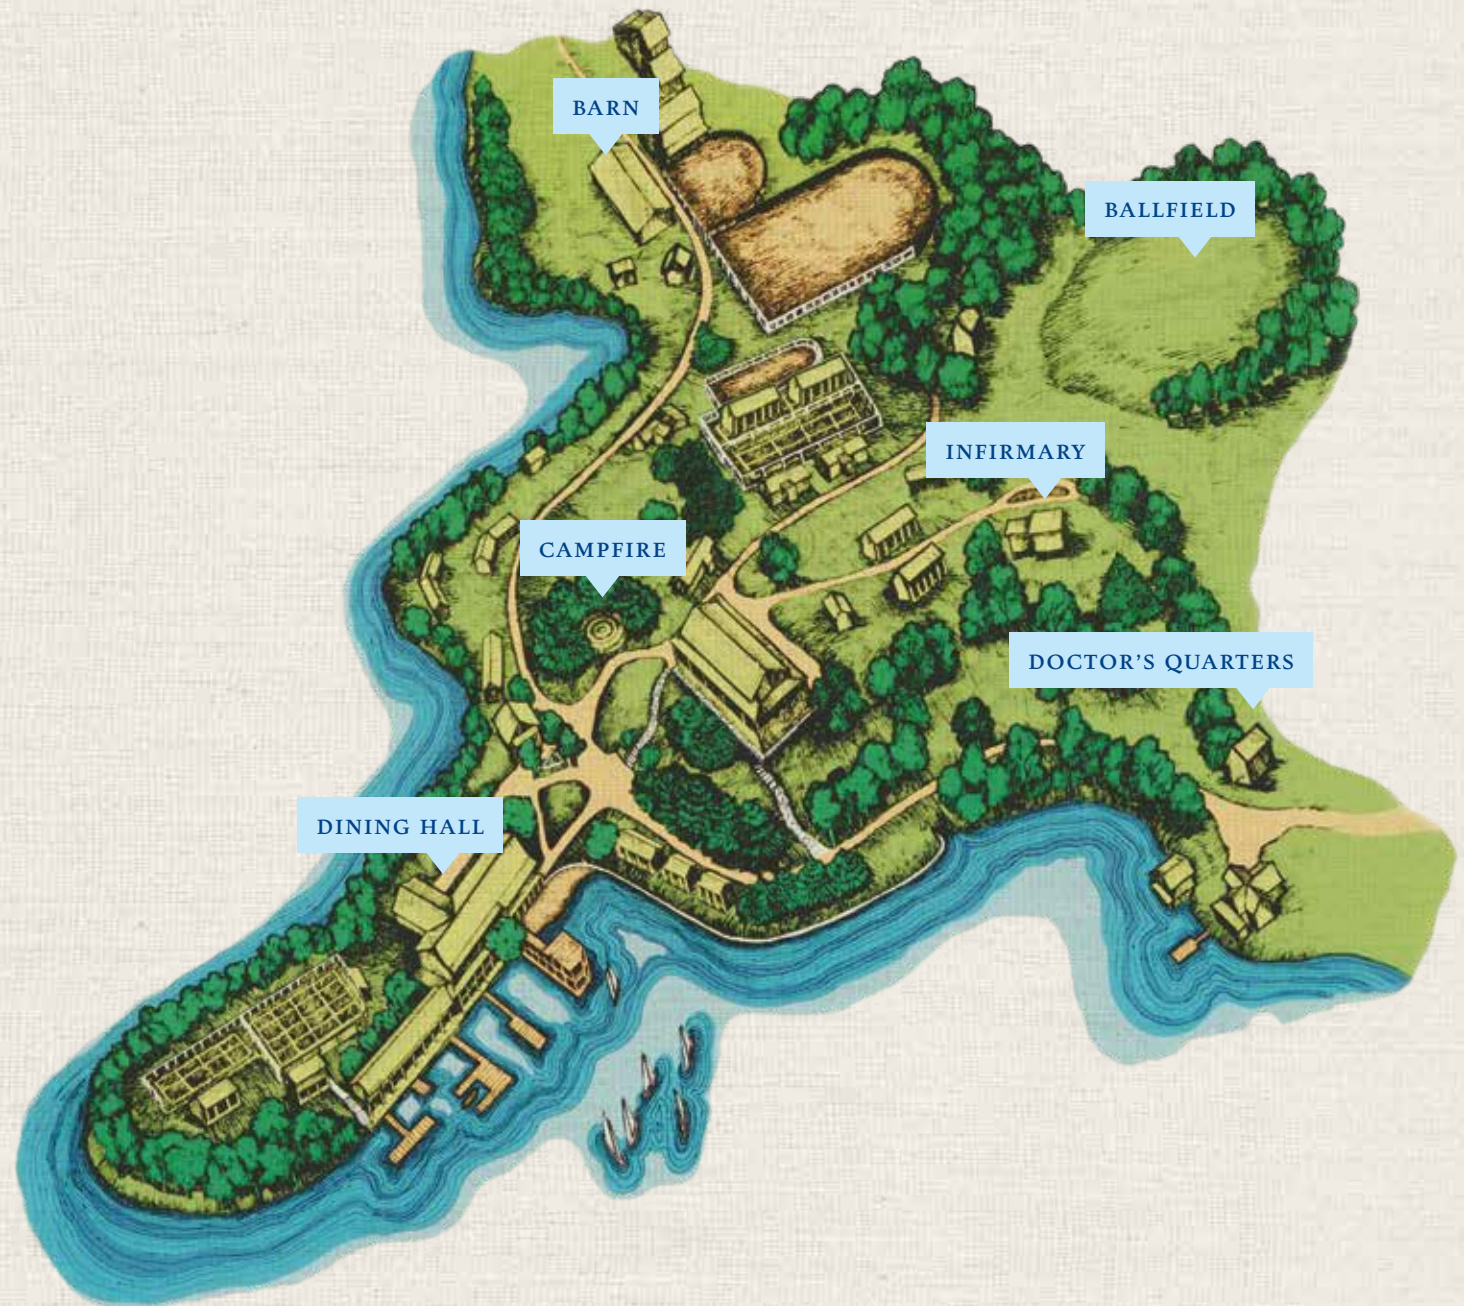 BARN
BALLFIELD
INFIRMARY
CAMPFIRE
DOCTOR'S QUARTERS
DINING HALL